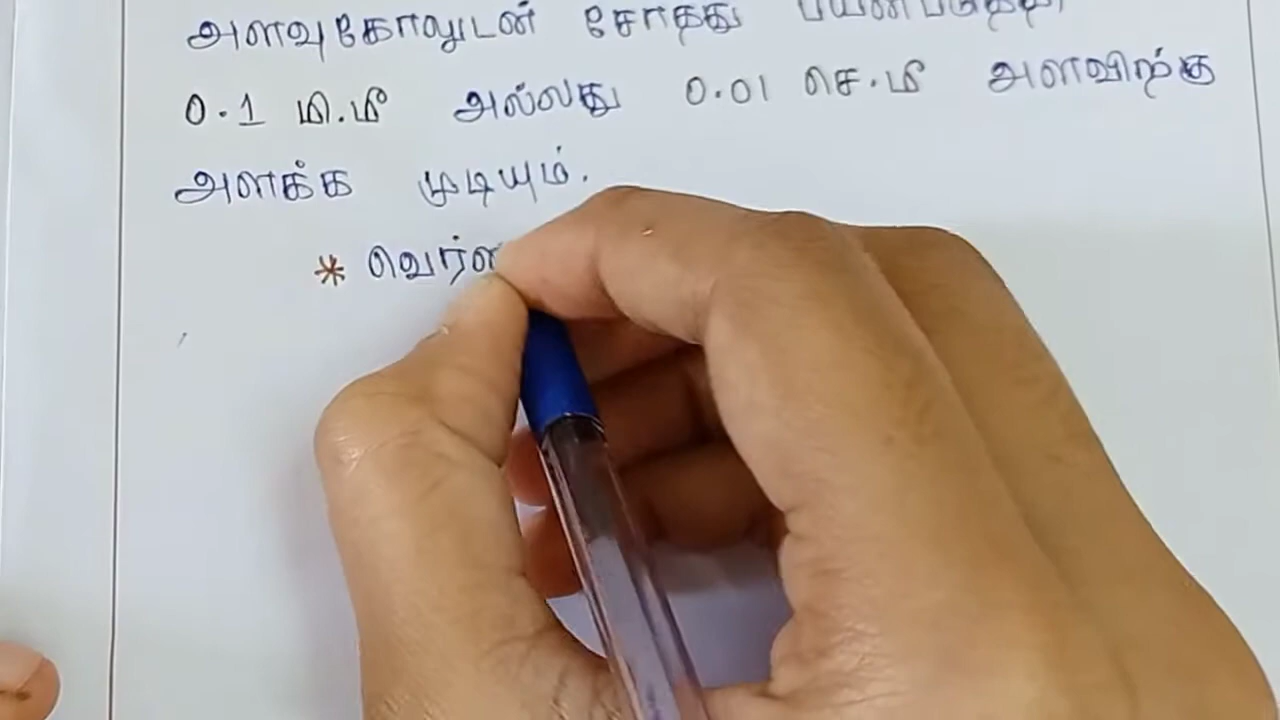 அளவுகோலுடன் சேர்த்து
0.1 மி.மீ அல்லது 0.01 செ.மீ அளவிற்கு
அளக்க முடியும்.
* வெர்ன